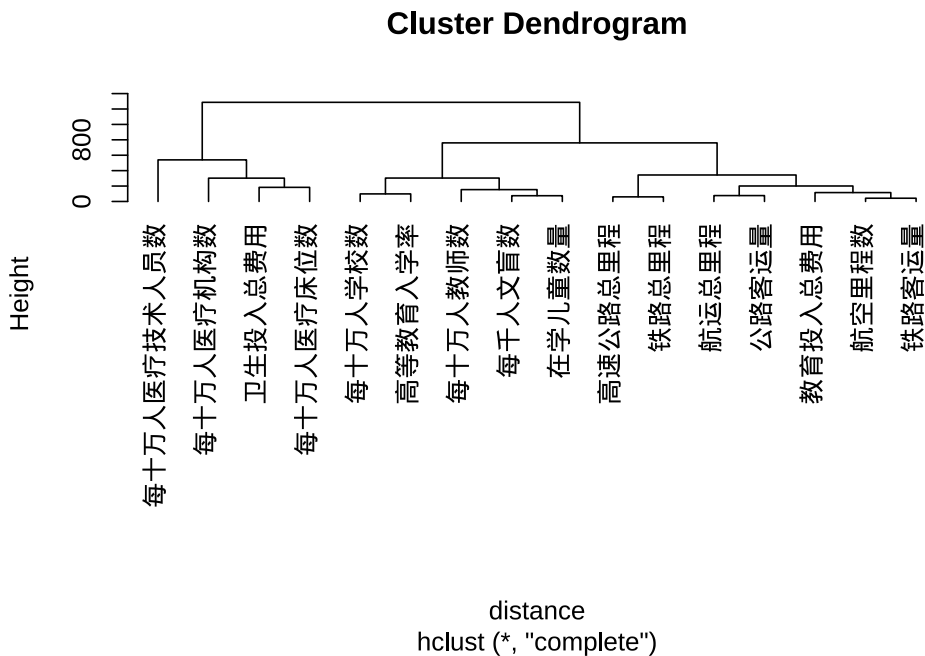 Cluster Dendrogram
Height
800
0
每十万人医疗技术人员数
每十万人医疗机构数
卫生投入总费用
每十万人医疗床位数
每十万人学校数
高等教育入学率
每十万人教师数
每千人文盲数
在学儿童数量
高速公路总里程
铁路总里程
航运总里程
公路客运量
教育投入总费用
航空里程数
铁路客运量
distance
hclust (*, "complete")